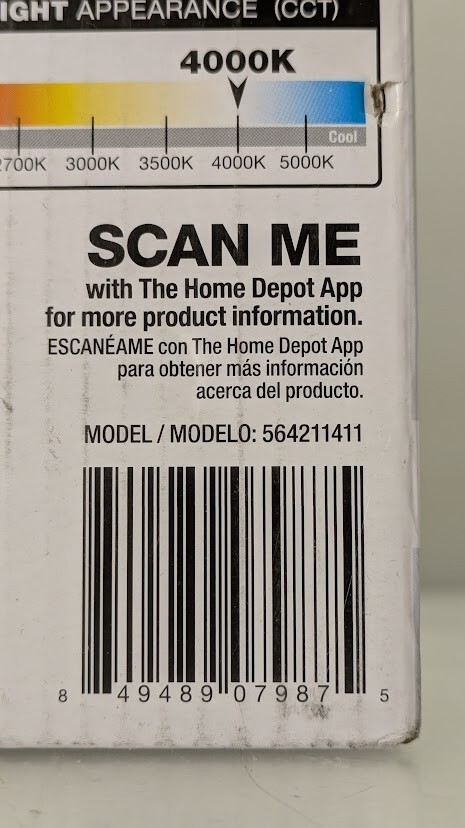 IGHT APPEARANCE (CCT)
4000K
Cool
2700K 3000K 3500K 4000K 5000K
SCAN ME
with The Home Depot App
for more product information.
ESCANÉAME con The Home Depot App
para obtener más información
acerca del producto.
MODEL / MODELO: 564211411
8 49489 07987 5